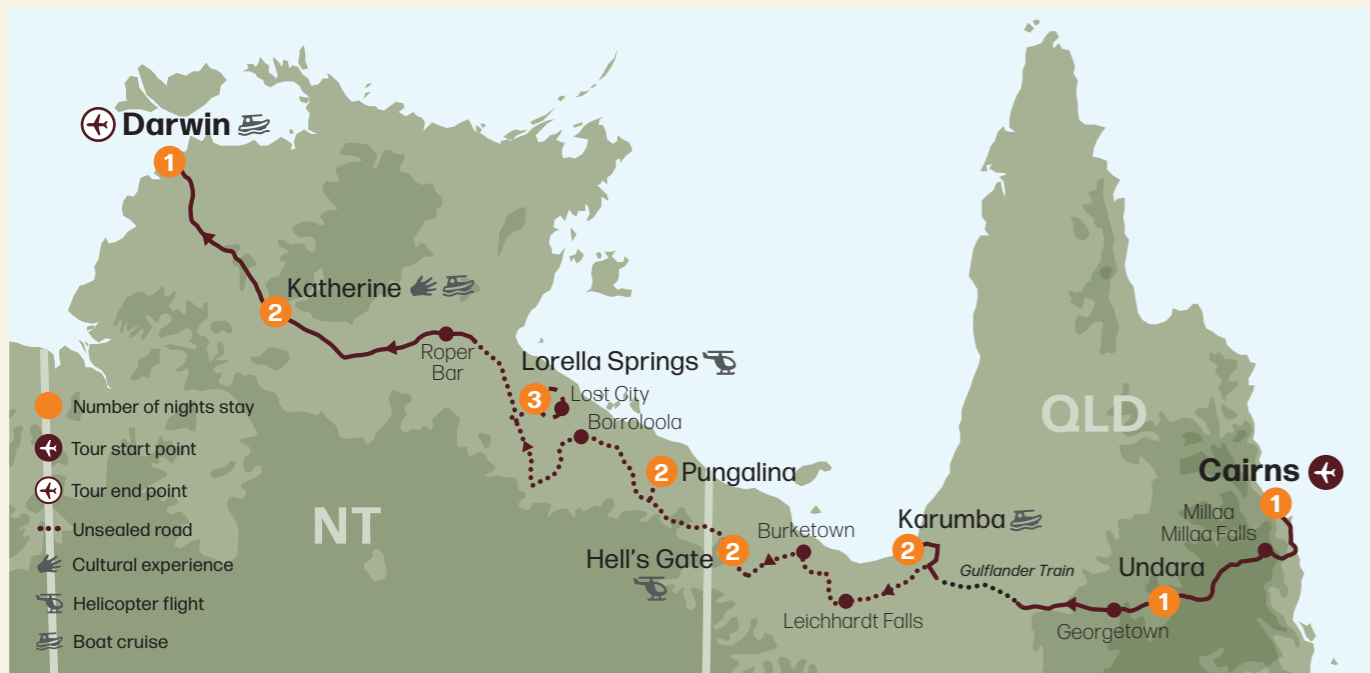 Darwin
1
Katherine
2
Roper
Bar
Lorella Springs
3
Lost City
Borroloola
2
Pungalina
QLD
Cairns
1
Millaa
Millaa Falls
Karumba
2
Burketown
Hell's Gate
2
Gulflander Train
Undara
1
Leichhardt Falls
Georgetown
NT
Number of nights stay
Tour start point
Tour end point
Unsealed road
Cultural experience
Helicopter flight
Boat cruise